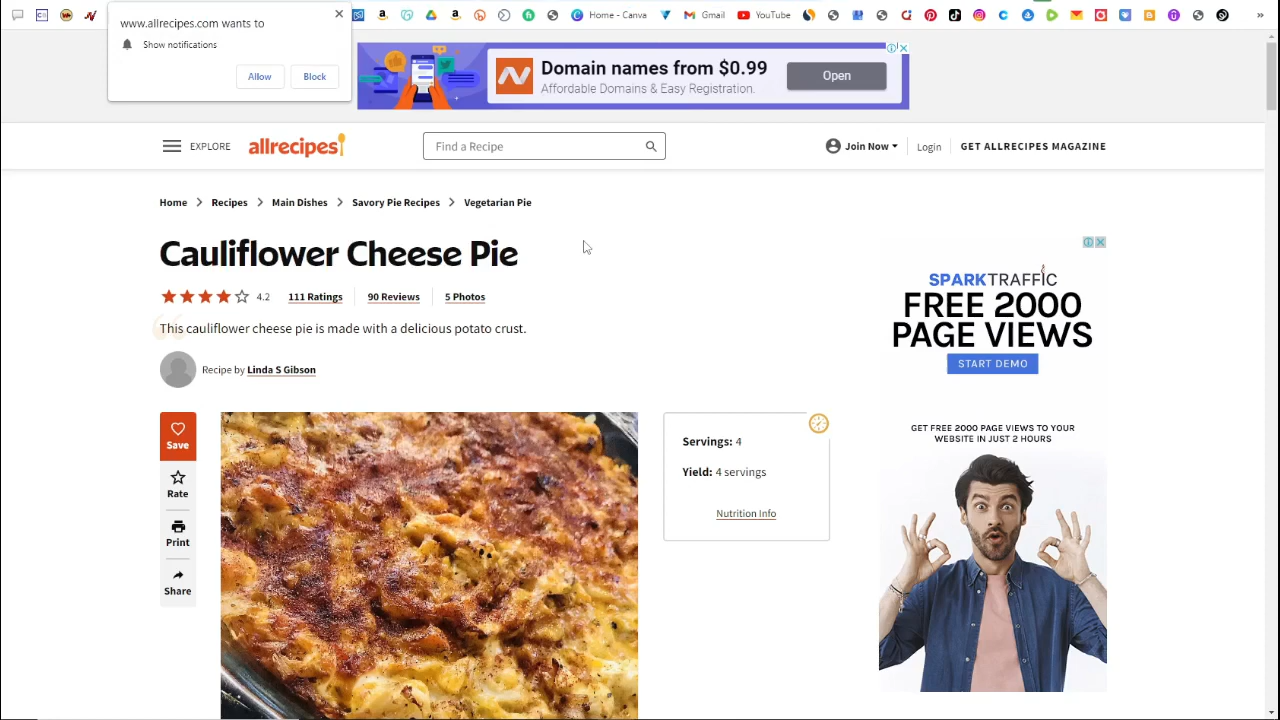 www.allrecipes.com wants to
Show notifications
Allow
Block
Home - Canva
Gmail
YouTube
Domain names from $0.99
Affordable Domains & Easy Registration.
Open
EXPLORE
allrecipes
Find a Recipe
Join Now
Login
GET ALLRECIPES MAGAZINE
Home
Recipes
Main Dishes
Savory Pie Recipes
Vegetarian Pie
Cauliflower Cheese Pie
4.2
111 Ratings
90 Reviews
5 Photos
This cauliflower cheese pie is made with a delicious potato crust.
Recipe by Linda S Gibson
Save
Rate
Print
Share
Servings: 4
Yield: 4 servings
Nutrition Info
SPARKTRAFFIC
FREE 2000
PAGE VIEWS
START DEMO
GET FREE 2000 PAGE VIEWS TO YOUR
WEBSITE IN JUST 2 HOURS